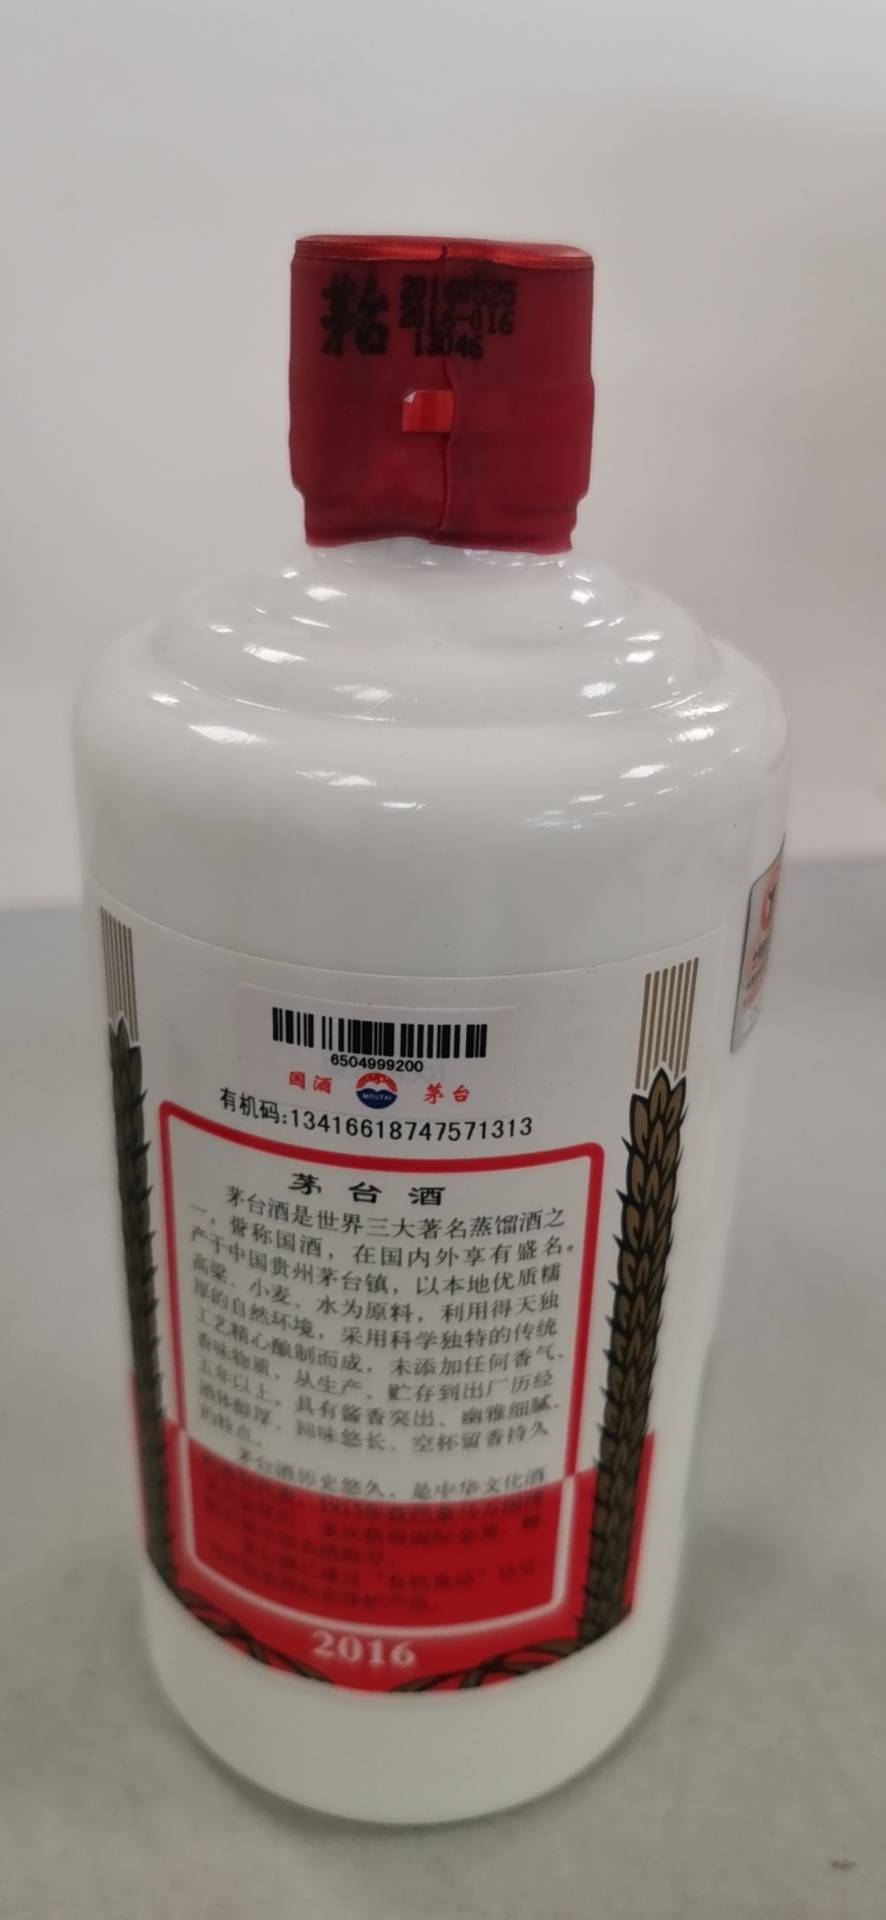 茅台
20160525
2016-016
13046
6504999200
国酒 茅台
MOUTAI
有机码:13416618747571313
茅台酒
茅台酒是世界三大著名蒸馏酒之
一，誉称国酒，在国内外享有盛名。
产于中国贵州茅台镇，以本地优质糯
高粱、小麦、水为原料，利用得天独
厚的自然环境，采用科学独特的传统
工艺精心酿制而成，未添加任何香气、
香味物质，从生产、贮存到出厂历经
五年以上。具有酱香突出、幽雅细腻、
酒体醇厚、回味悠长、空杯留香持久
的特点。
茅台酒历史悠久，是中华文化酒
2016